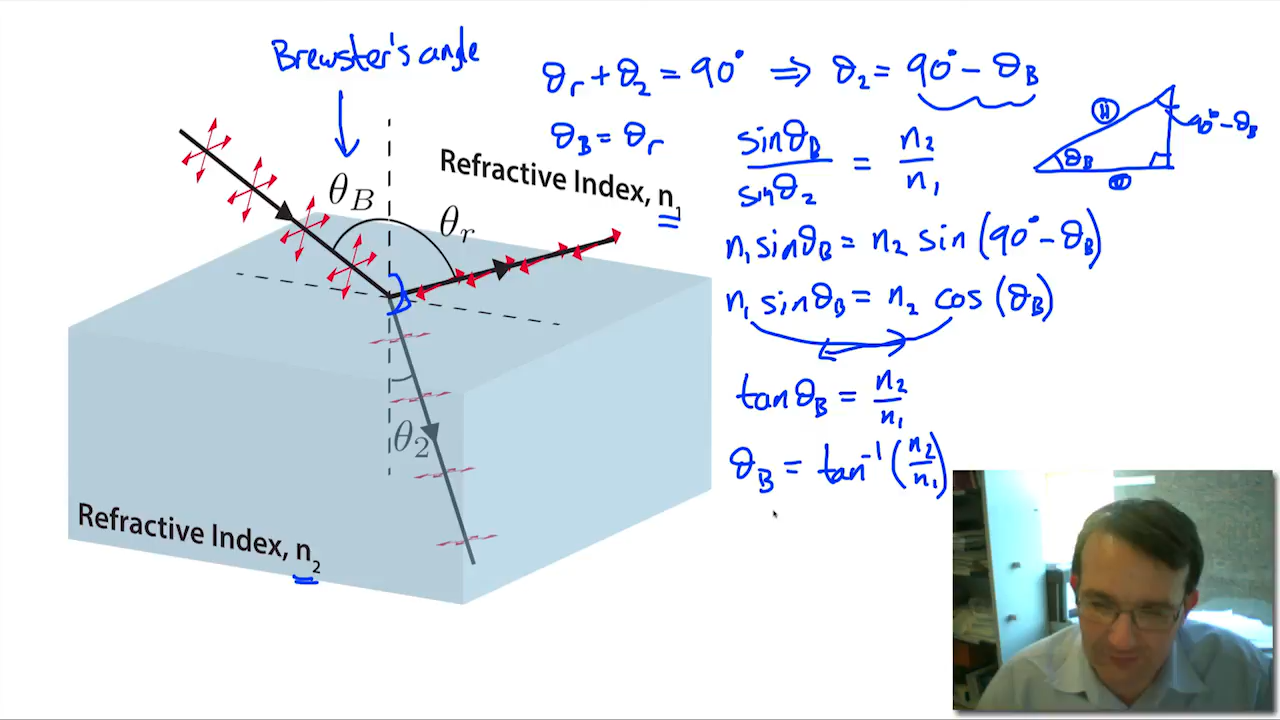 Brewster's angle
θr + θ2 = 90° ⇒ θ2 = 90° − θB
θB = θr
Refractive Index, n1
θB
θr
θ2
Refractive Index, n2
sinθB / sinθ2 = n2 / n1
n1 sinθB = n2 sin (90° − θB)
n1 sinθB = n2 cos (θB)
tanθB = n2 / n1
θB = tan⁻¹ (n2 / n1)
H
90° − θB
θB